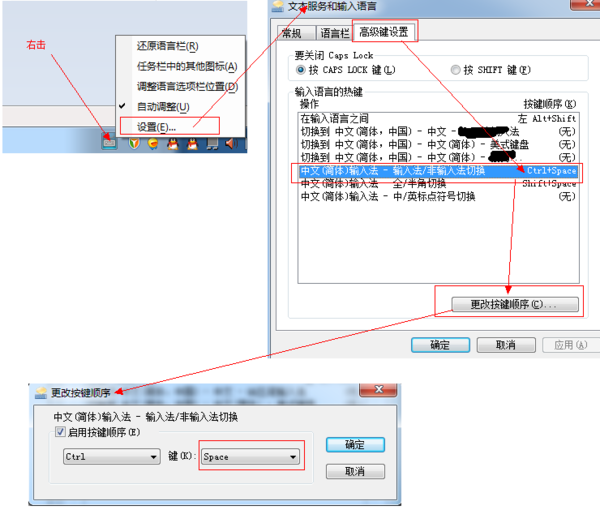 右击
还原语言栏(R)
任务栏中的其他图标(A)
调整语言选项栏位置(D)
自动调整(U)
设置(E)...
文本服务和输入语言
常规 语言栏 高级键设置
要关闭 Caps Lock
按 CAPS LOCK 键(L) 按 SHIFT 键(F)
输入语言的热键
操作 按键顺序(K)
在输入语言之间 左 Alt+Shift
切换到 中文(简体，中国) - 中文 - 法 (无)
切换到 中文(简体，中国) - 中文(简体) - 美式键盘 (无)
切换到 中文(简体，中国) - 中文(简体) - (无)
中文(简体)输入法 - 输入法/非输入法切换 Ctrl+Space
中文(简体)输入法 - 全/半角切换 Shift+Space
中文(简体)输入法 - 中/英标点符号切换 (无)
更改按键顺序(C)...
确定 取消 应用(A)
更改按键顺序
中文(简体)输入法 - 输入法/非输入法切换
启用按键顺序(E)
Ctrl 键(K): Space
确定
取消